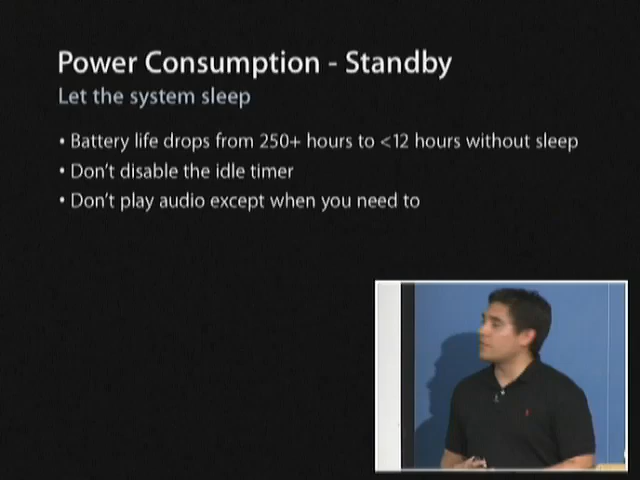 Power Consumption - Standby
Let the system sleep
• Battery life drops from 250+ hours to <12 hours without sleep
• Don't disable the idle timer
• Don't play audio except when you need to